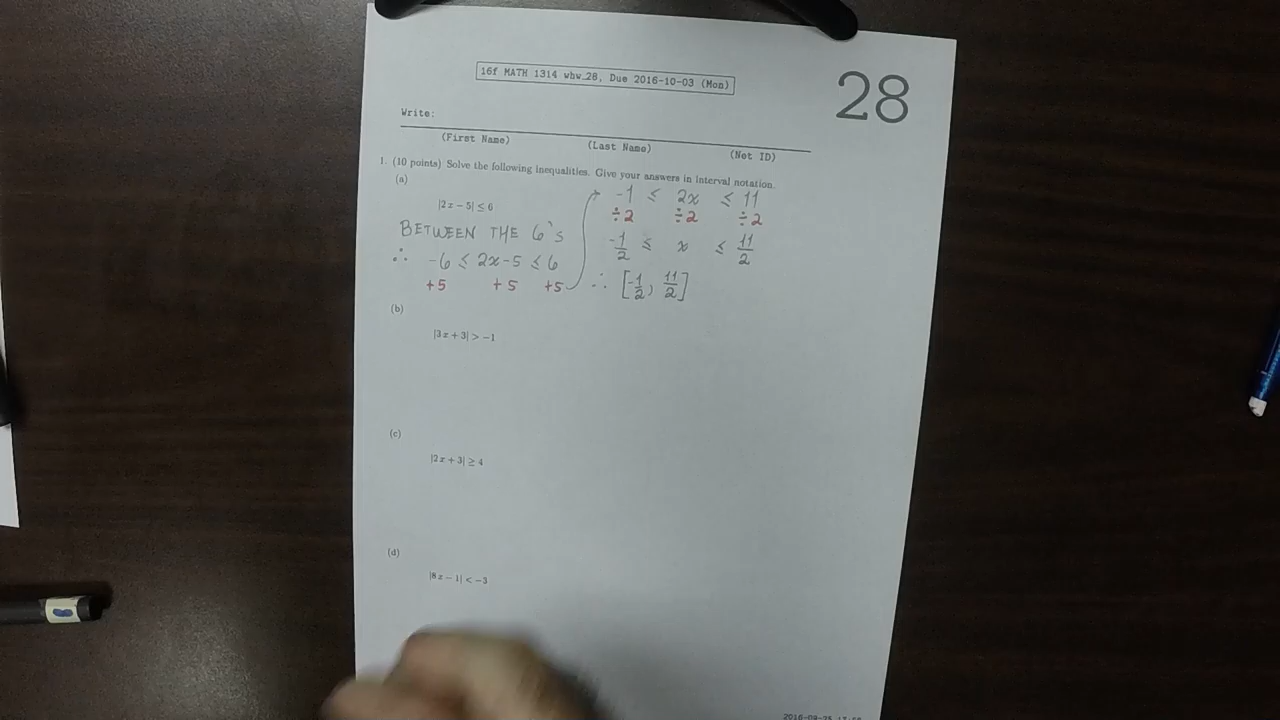 16f MATH 1314 whw_28, Due 2016-10-03 (Mon)
28
Write:
(First Name) (Last Name) (Net ID)
1. (10 points) Solve the following inequalities. Give your answers in interval notation.
(a)
|2x − 5| ≤ 6
BETWEEN THE 6's
∴ -6 ≤ 2x-5 ≤ 6
+5 +5 +5
-1 ≤ 2x ≤ 11
÷2 ÷2 ÷2
-1/2 ≤ x ≤ 11/2
∴ [-1/2, 11/2]
(b)
|3x + 3| > −1
(c)
|2x + 3| ≥ 4
(d)
|8x − 1| < −3